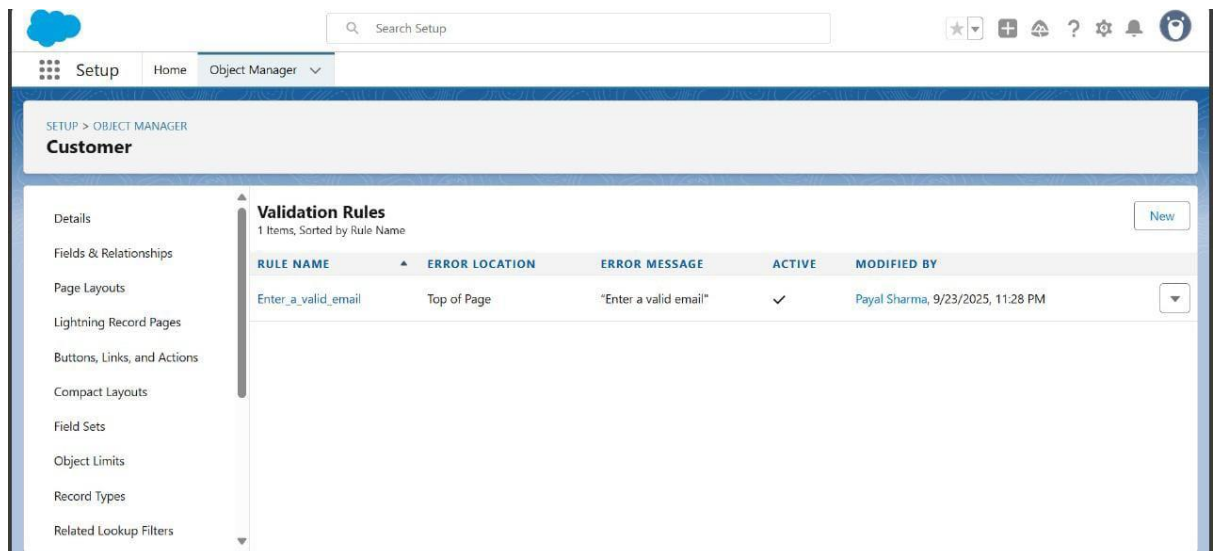 Search Setup
Setup Home Object Manager
SETUP > OBJECT MANAGER
Customer
Details
Fields & Relationships
Page Layouts
Lightning Record Pages
Buttons, Links, and Actions
Compact Layouts
Field Sets
Object Limits
Record Types
Related Lookup Filters
Validation Rules
1 Items, Sorted by Rule Name
New
RULE NAME ERROR LOCATION ERROR MESSAGE ACTIVE MODIFIED BY
Enter_a_valid_email Top of Page "Enter a valid email" Payal Sharma, 9/23/2025, 11:28 PM